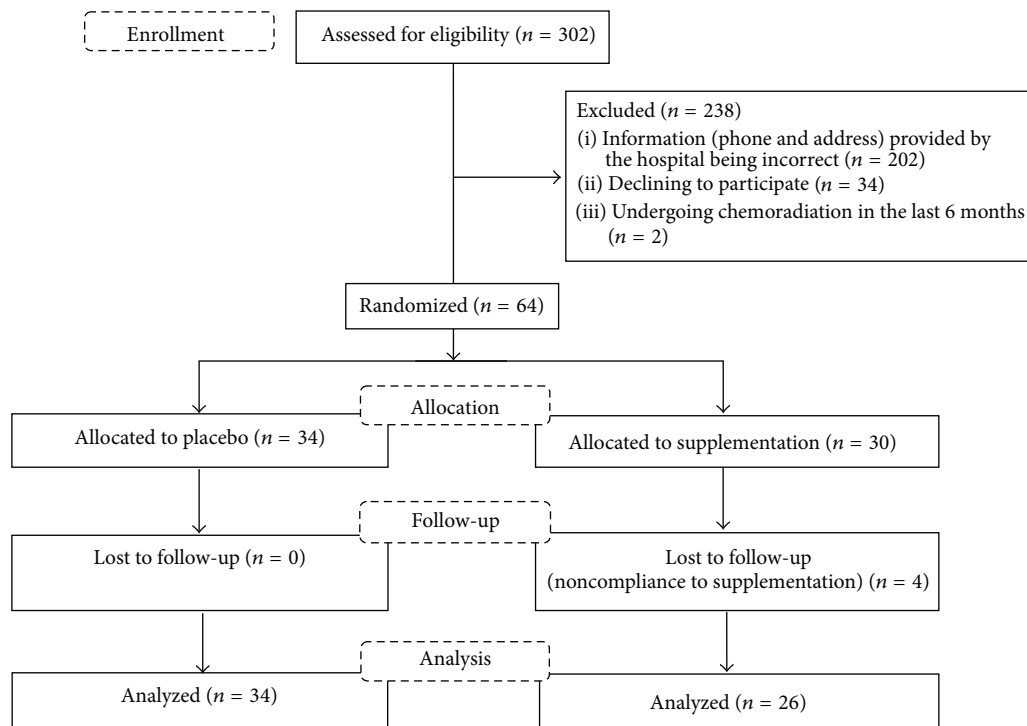 Enrollment
Assessed for eligibility (n = 302)
Excluded (n = 238)
(i) Information (phone and address) provided by
the hospital being incorrect (n = 202)
(ii) Declining to participate (n = 34)
(iii) Undergoing chemoradiation in the last 6 months
(n = 2)
Randomized (n = 64)
Allocation
Allocated to placebo (n = 34)
Allocated to supplementation (n = 30)
Follow-up
Lost to follow-up (n = 0)
Lost to follow-up
(noncompliance to supplementation) (n = 4)
Analysis
Analyzed (n = 34)
Analyzed (n = 26)